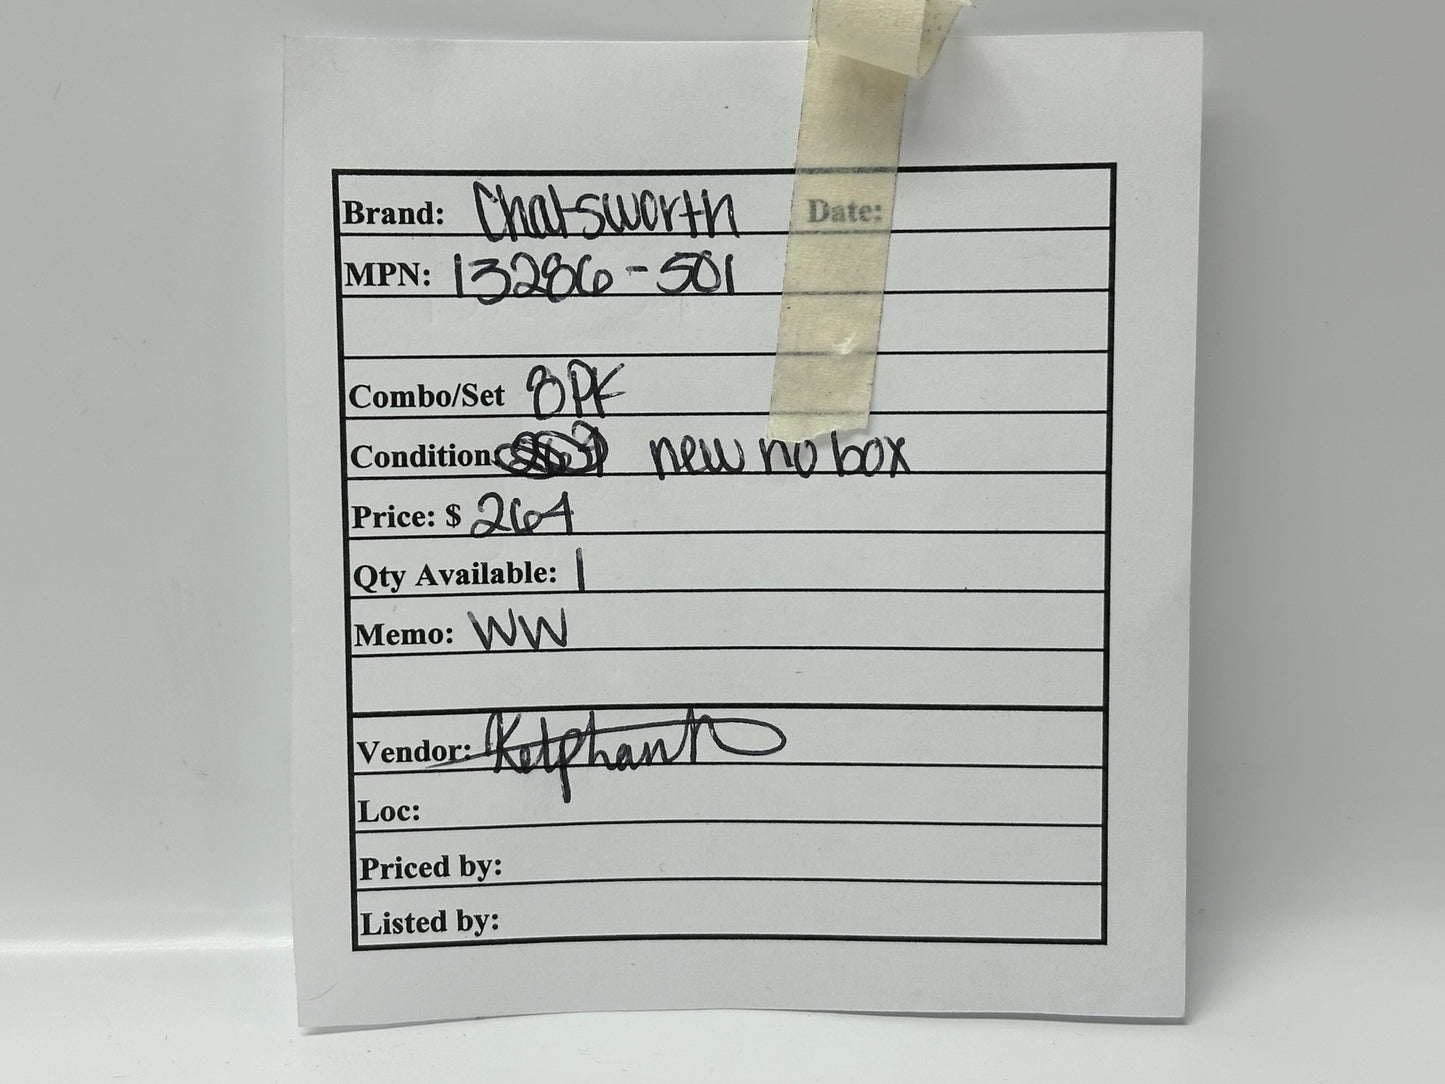 Brand: Chatsworth Date:
MPN: 13286-501
Combo/Set 8PK
Condition: new no box
Price: $ 264
Qty Available: 1
Memo: WW
Vendor:
Loc:
Priced by:
Listed by: